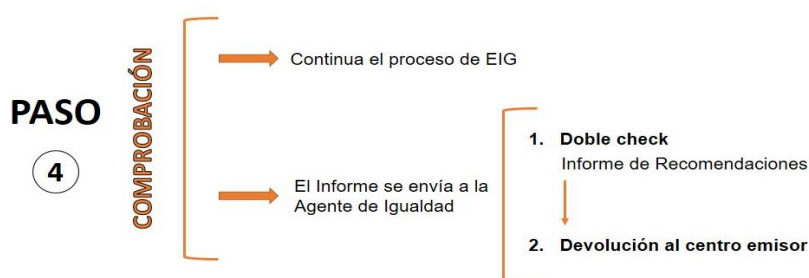 PASO
4
COMPROBACIÓN
Continua el proceso de EIG
El Informe se envía a la
Agente de Igualdad
1. Doble check
Informe de Recomendaciones
2. Devolución al centro emisor